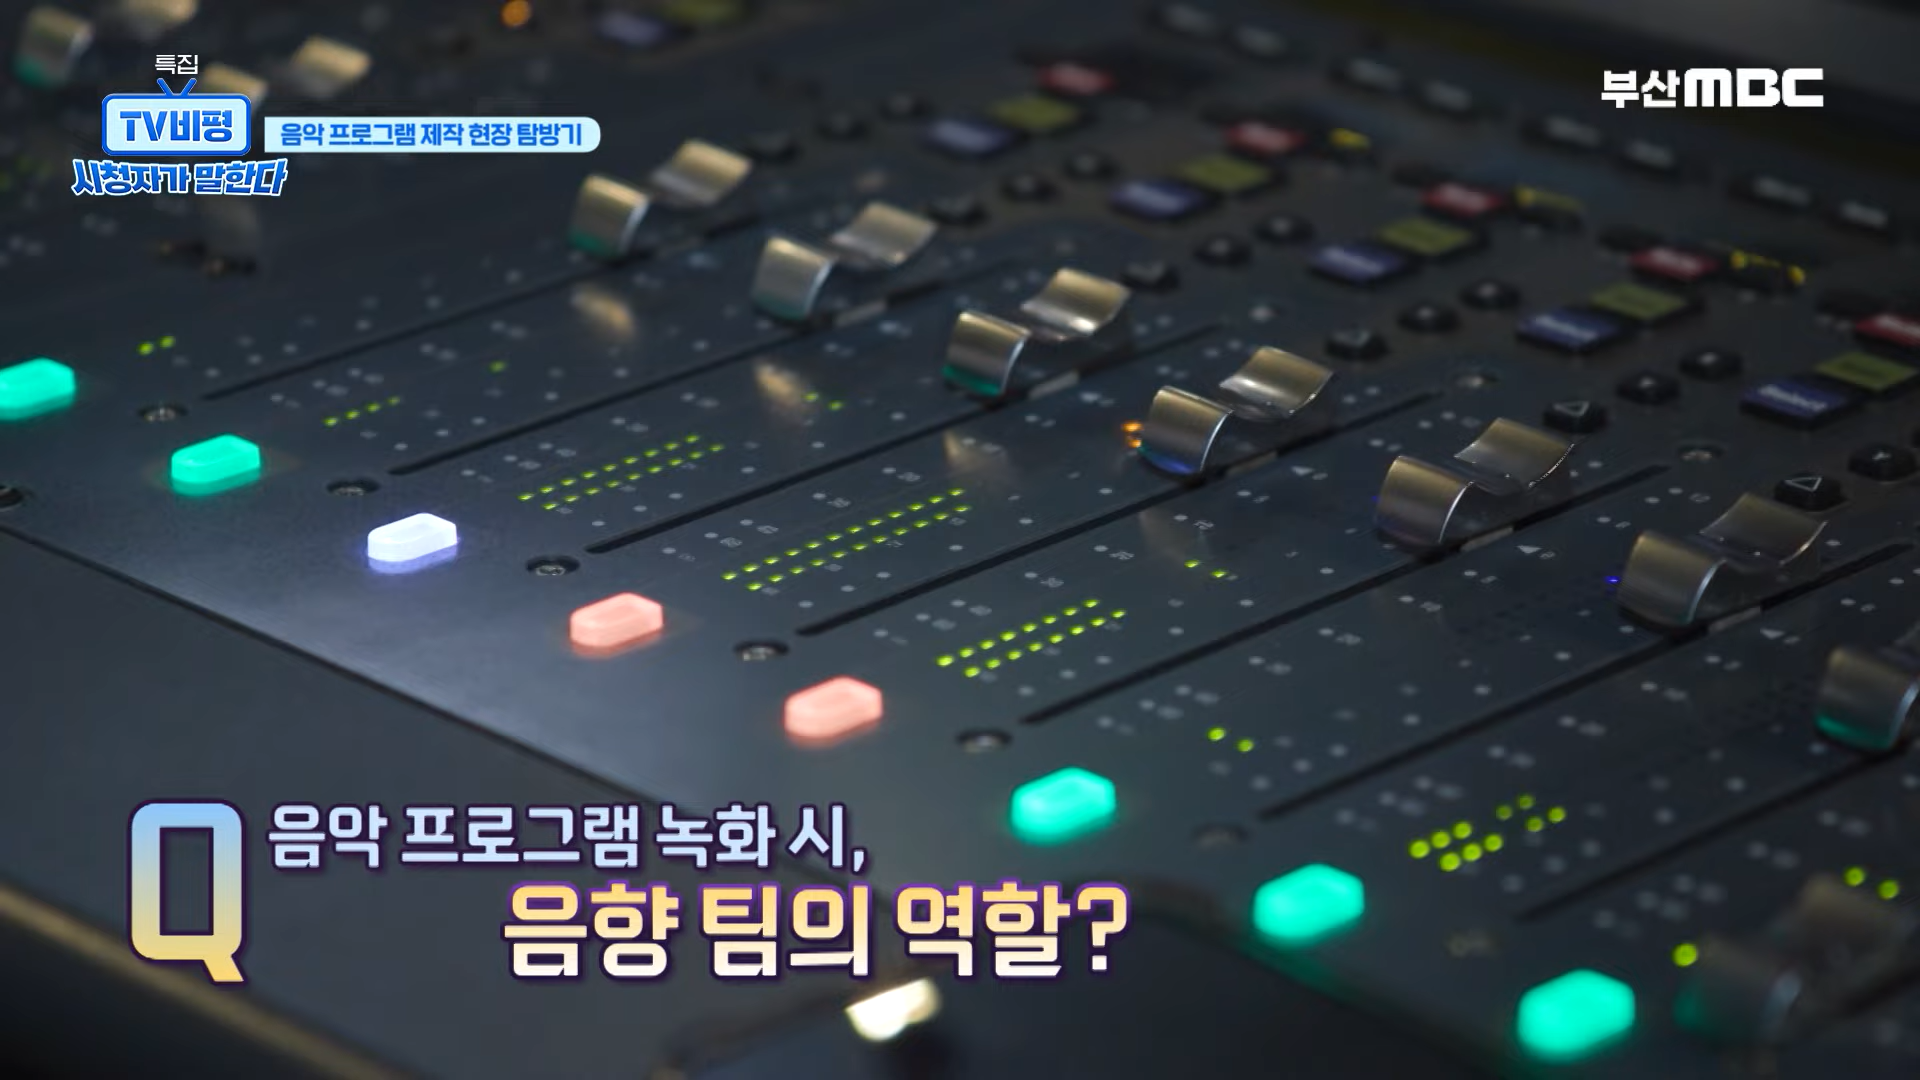 특집
TV비평
시청자가 말한다
음악 프로그램 제작 현장 탐방기
부산MBC
Q 음악 프로그램 녹화 시,
음향 팀의 역할?